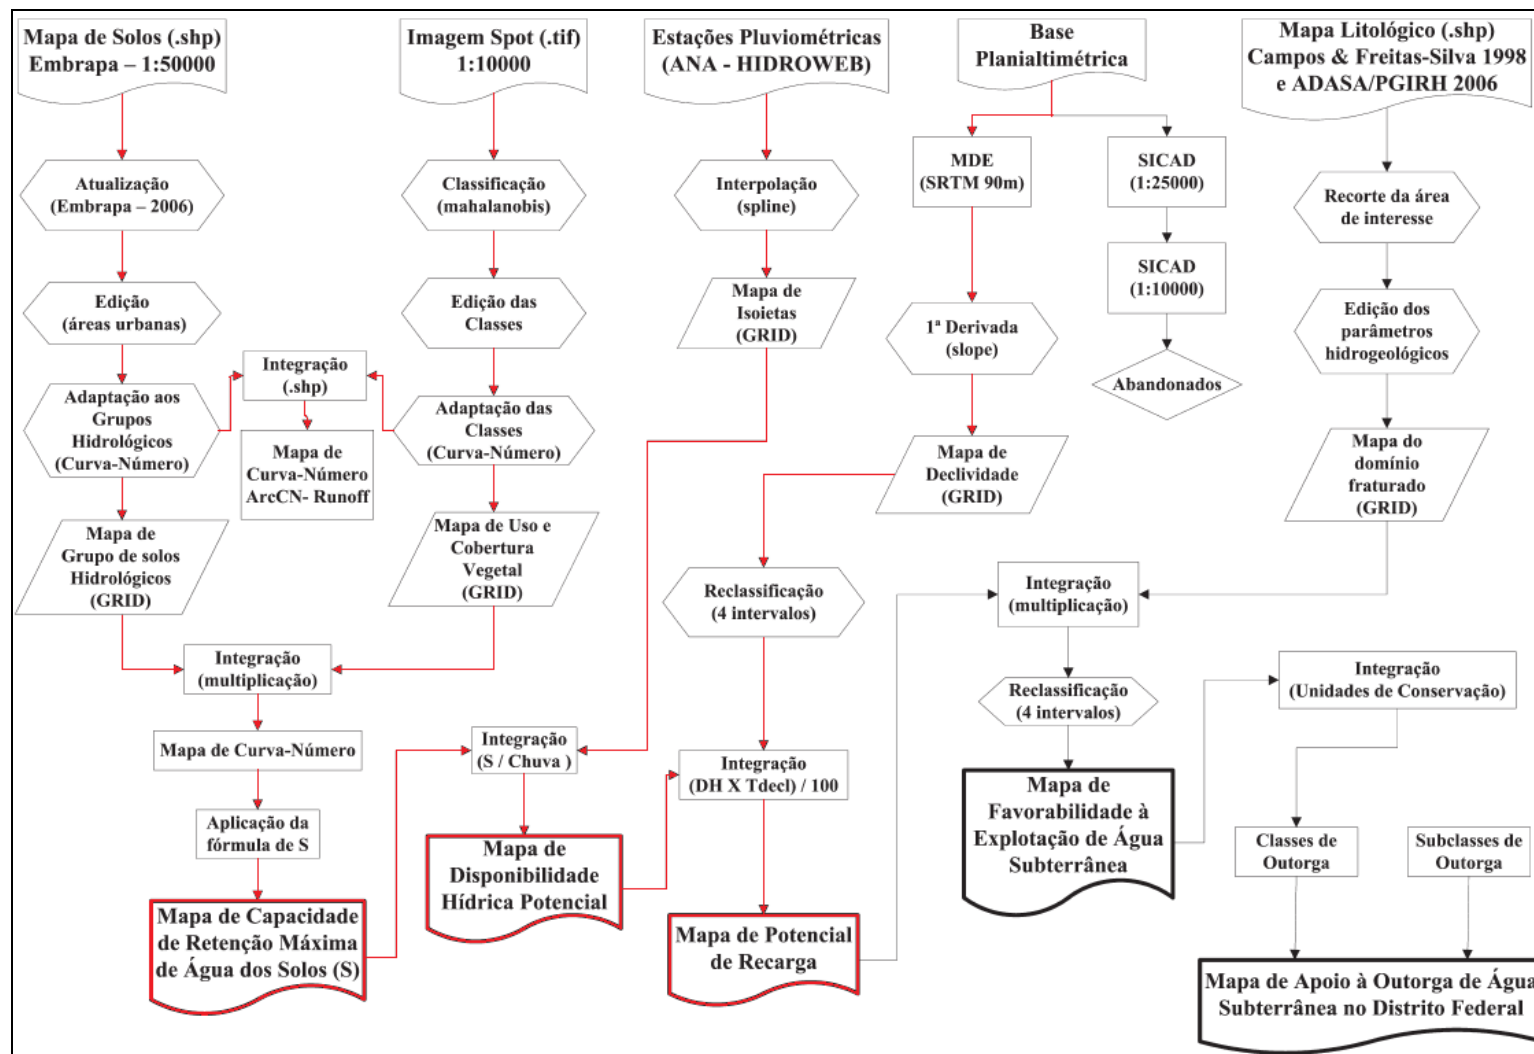 Mapa de Solos (.shp)
Embrapa – 1:50000
Imagem Spot (.tif)
1:10000
Estações Pluviométricas
(ANA - HIDROWEB)
Base
Planialtimétrica
Mapa Litológico (.shp)
Campos & Freitas-Silva 1998
e ADASA/PGIRH 2006
Atualização
(Embrapa – 2006)
Classificação
(mahalanobis)
Interpolação
(spline)
MDE
(SRTM 90m)
SICAD
(1:25000)
Recorte da área
de interesse
Edição
(áreas urbanas)
Edição das
Classes
Mapa de
Isoietas
(GRID)
1ª Derivada
(slope)
SICAD
(1:10000)
Edição dos
parâmetros
hidrogeológicos
Integração
(.shp)
Abandonados
Adaptação aos
Grupos
Hidrológicos
(Curva-Número)
Mapa de
Curva-Número
ArcCN- Runoff
Adaptação das
Classes
(Curva-Número)
Mapa de
Declividade
(GRID)
Mapa do
domínio
fraturado
(GRID)
Mapa de
Grupo de solos
Hidrológicos
(GRID)
Mapa de Uso e
Cobertura
Vegetal
(GRID)
Reclassificação
(4 intervalos)
Integração
(multiplicação)
Integração
(multiplicação)
Reclassificação
(4 intervalos)
Integração
(Unidades de Conservação)
Mapa de Curva-Número
Integração
(S / Chuva )
Integração
(DH X Tdecl) / 100
Mapa de
Favorabilidade à
Explotação de Água
Subterrânea
Aplicação da
fórmula de S
Mapa de
Disponibilidade
Hídrica Potencial
Classes de
Outorga
Subclasses de
Outorga
Mapa de Capacidade
de Retenção Máxima
de Água dos Solos (S)
Mapa de Potencial
de Recarga
Mapa de Apoio à Outorga de Água
Subterrânea no Distrito Federal